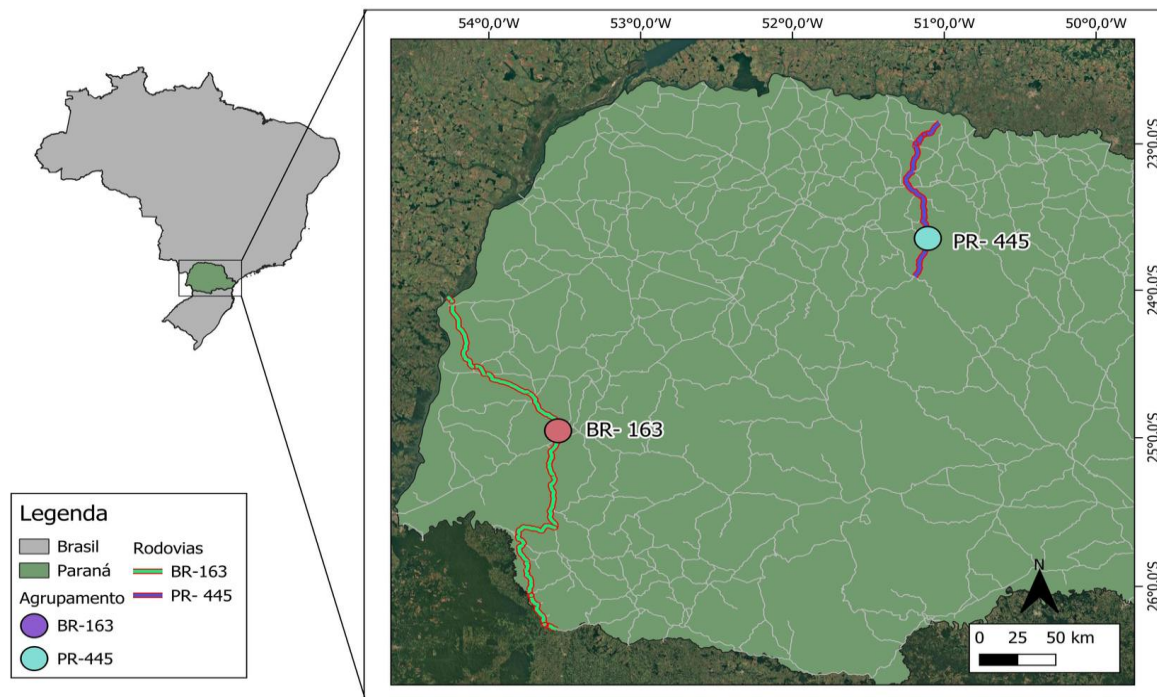 54°0,0'W 53°0,0'W 52°0,0'W 51°0,0'W 50°0,0'W
23°0,0'S
PR- 445
24°0,0'S
BR- 163
25°0,0'S
26°0,0'S
N
0 25 50 km
Legenda
Brasil
Paraná
Rodovias
BR-163
PR- 445
Agrupamento
BR-163
PR-445